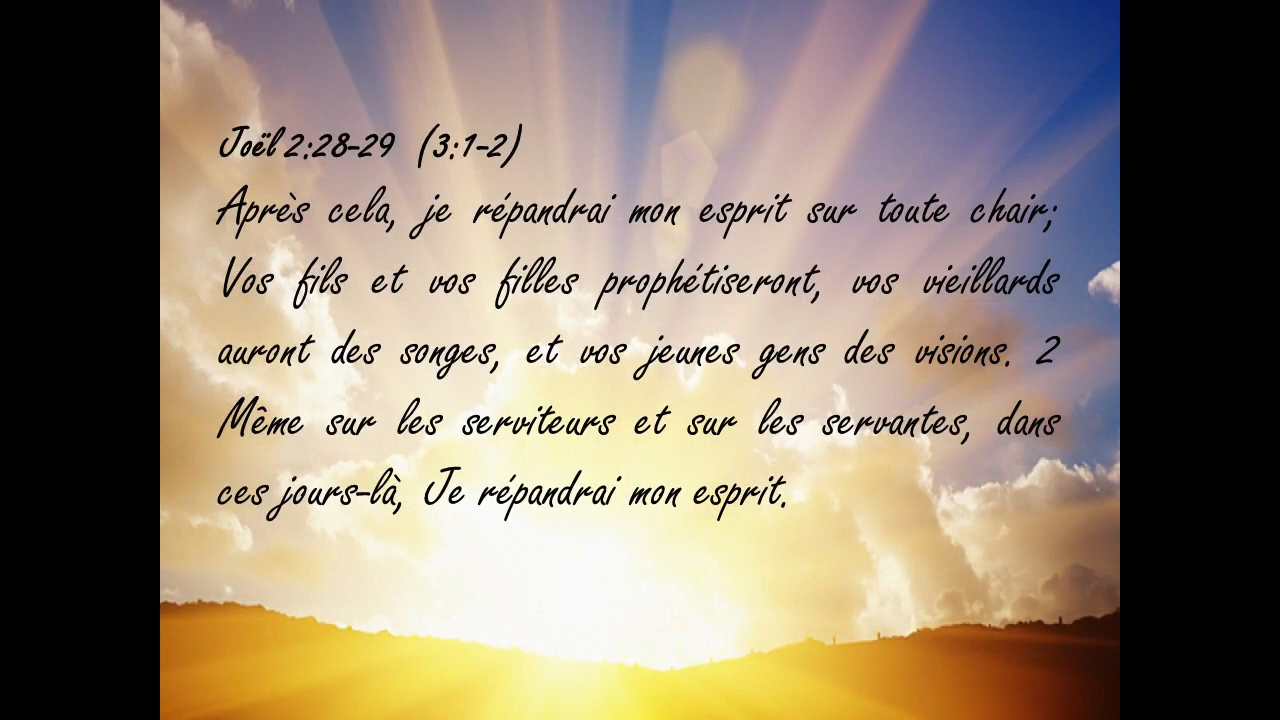 Joël 2:28-29 (3:1-2)
Après cela, je répandrai mon esprit sur toute chair;
Vos fils et vos filles prophétiseront, vos vieillards
auront des songes, et vos jeunes gens des visions. 2
Même sur les serviteurs et sur les servantes, dans
ces jours-là, Je répandrai mon esprit.